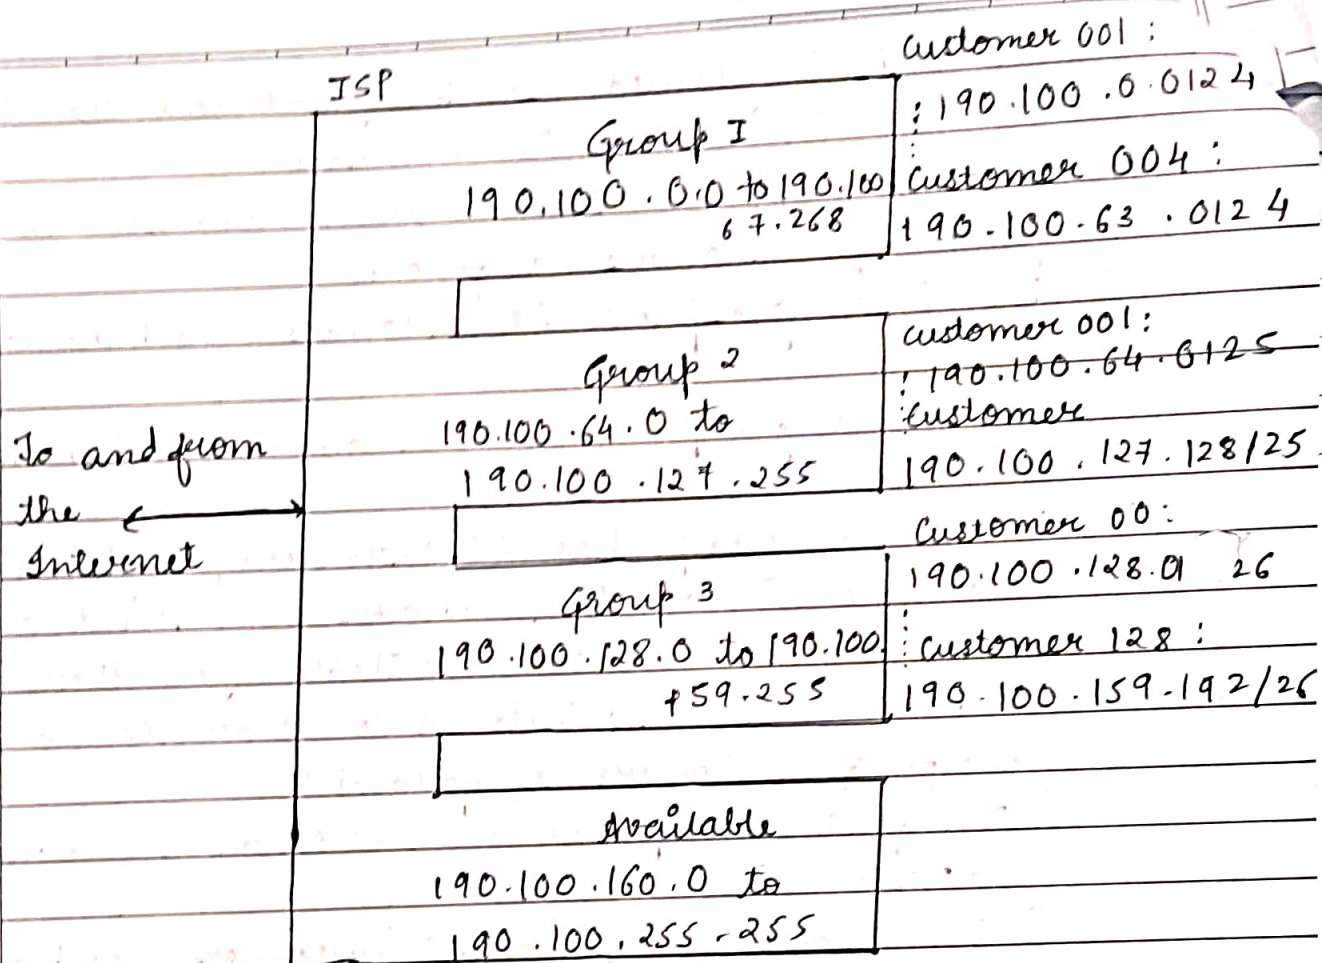 ISP
customer 001 :
: 190.100.0.0124
Group I
190.100.0.0 to 190.100
67.268
customer 004 :
190.100.63.0124
customer 001:
: 190.100.64.0125
Group 2
190.100.64.0 to
190.100.127.255
customer
190.100.127.128/25
To and from
the
Internet
Customer 00:
190.100.128.01 26
Group 3
190.100.128.0 to 190.100.
159.255
customer 128 :
190.100.159.192/26
Available
190.100.160.0 to
190.100.255.255